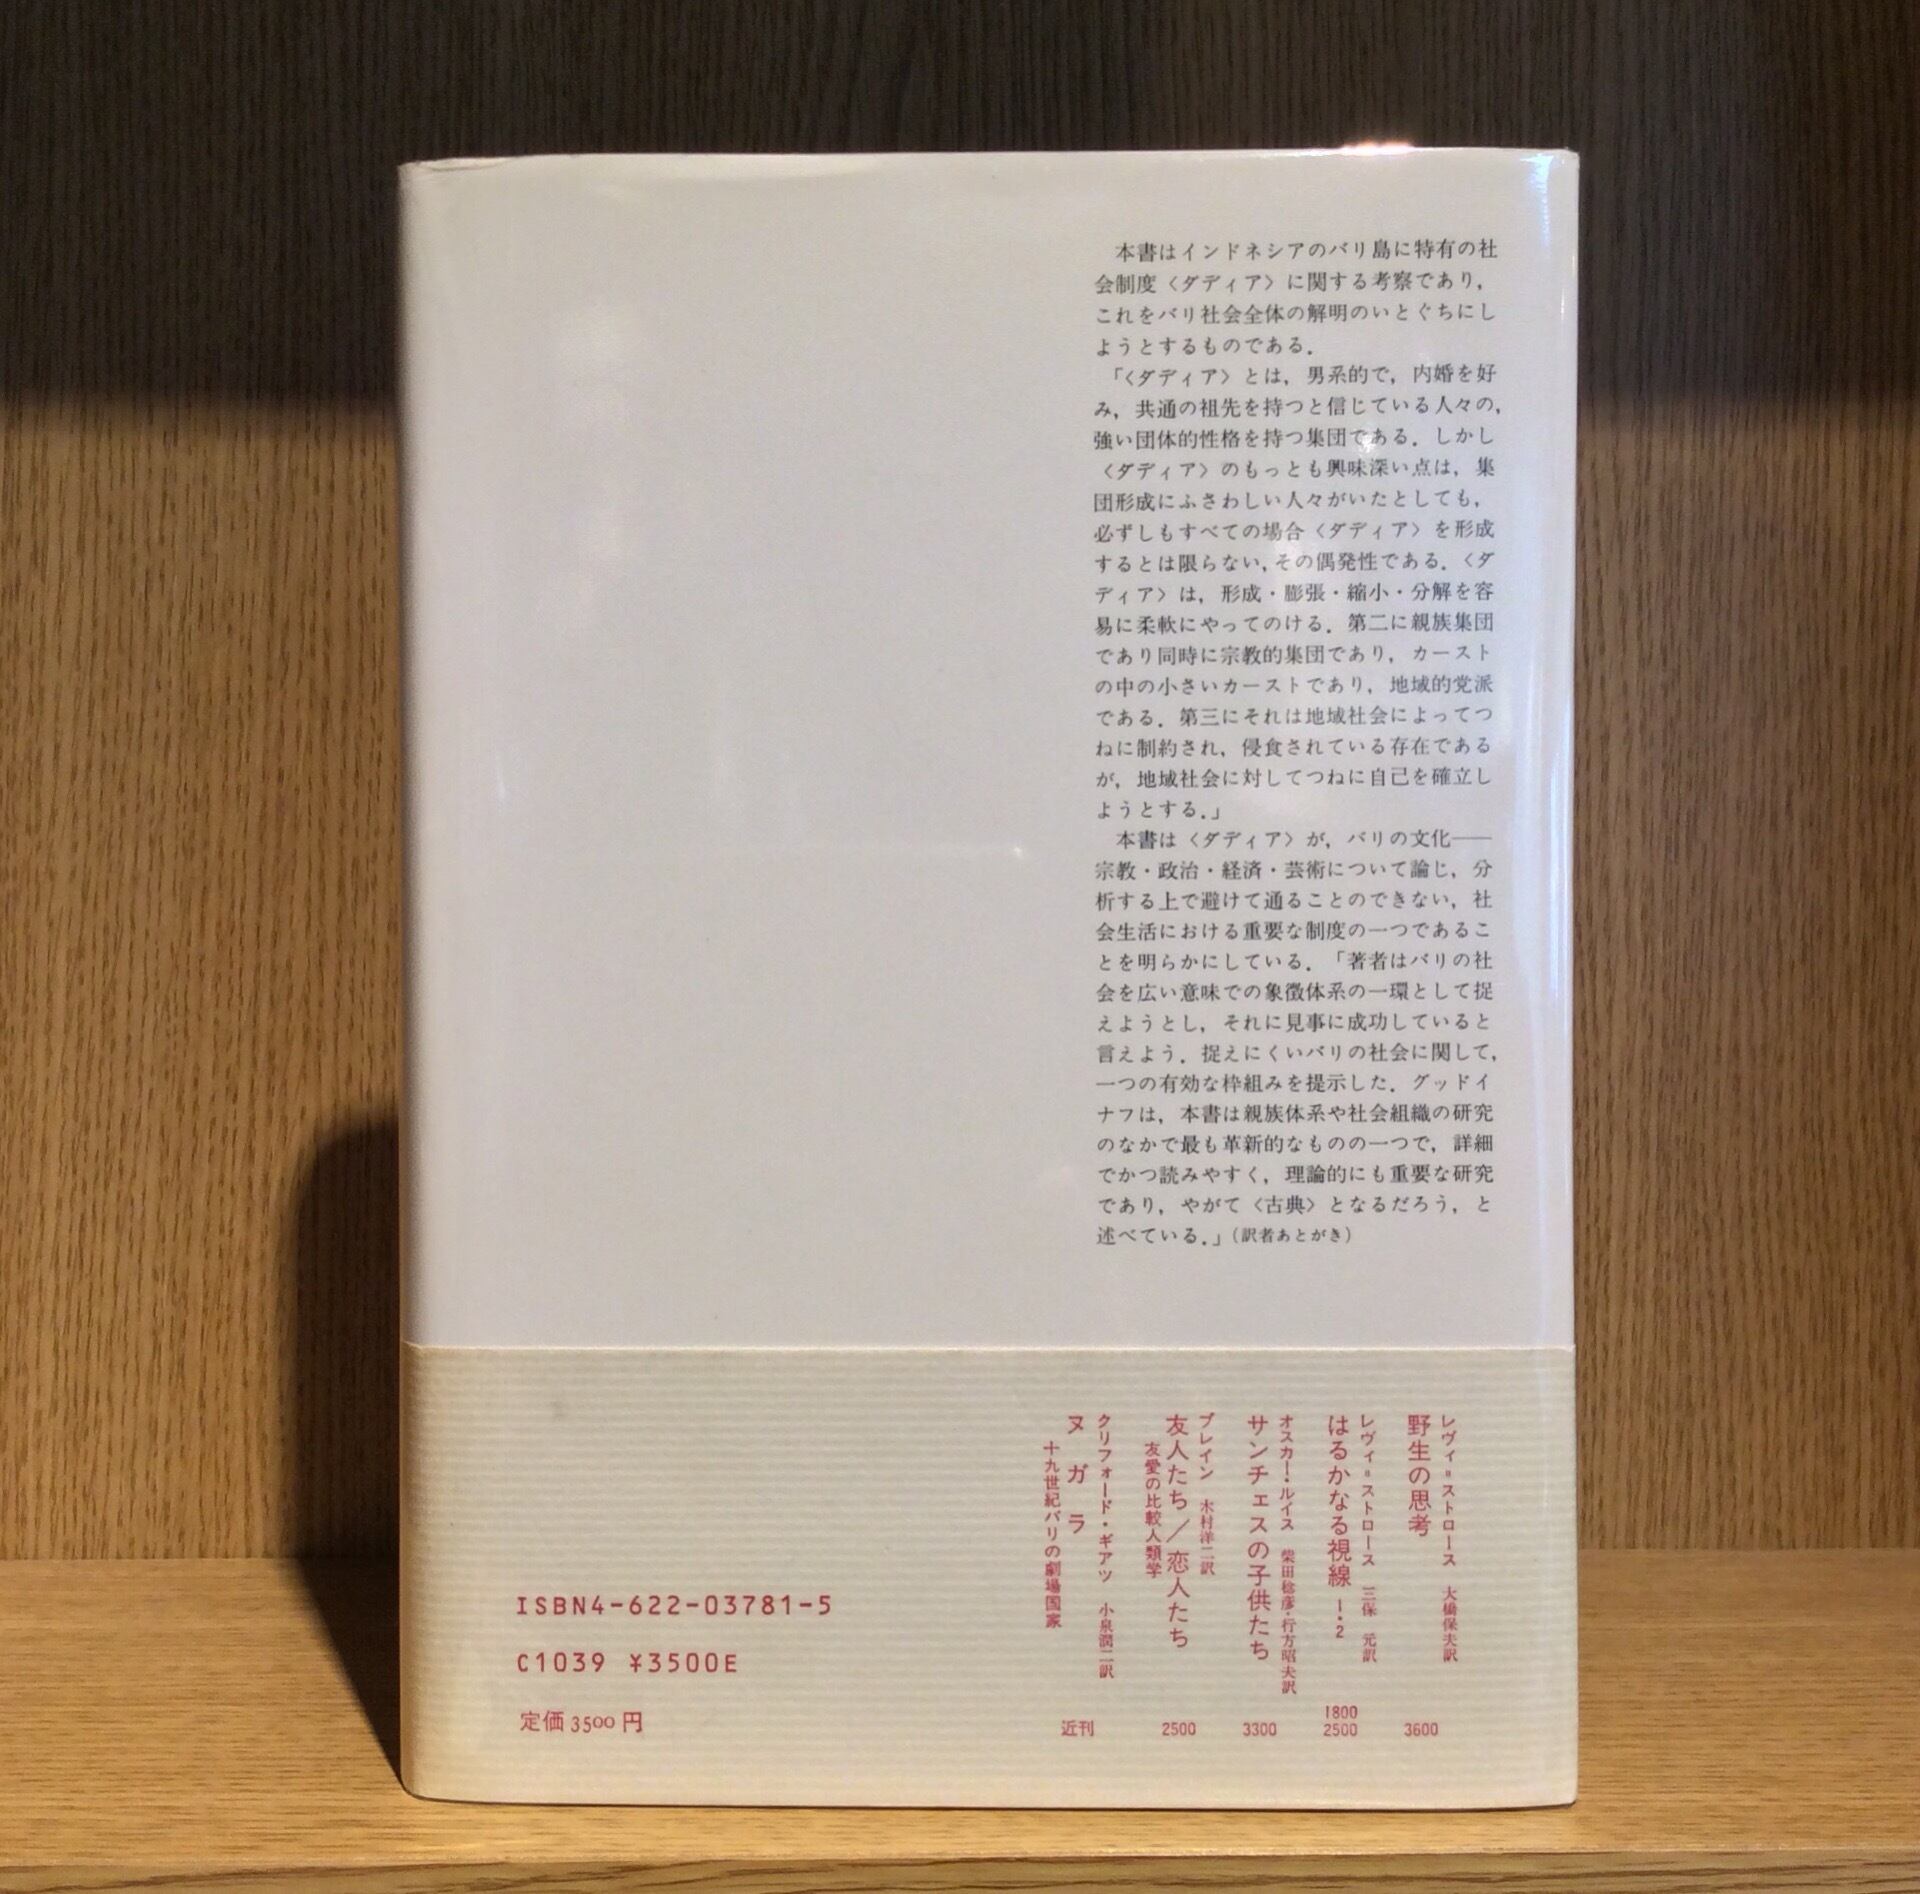 本書はインドネシアのバリ島に特有の社
会制度〈ダディア〉に関する考察であり，
これをバリ社会全体の解明のいとぐちにし
ようとするものである．
「〈ダディア〉とは，男系的で，内婚を好
み，共通の祖先を持つと信じている人々の，
強い団体的性格を持つ集団である．しかし
〈ダディア〉のもっとも興味深い点は，集
団形成にふさわしい人々がいたとしても，
必ずしもすべての場合〈ダディア〉を形成
するとは限らない，その偶発性である．〈ダ
ディア〉は，形成・膨張・縮小・分解を容
易に柔軟にやってのける．第二に親族集団
であり同時に宗教的集団であり，カースト
の中の小さいカーストであり，地域的党派
である．第三にそれは地域社会によってつ
ねに制約され，侵食されている存在である
が，地域社会に対してつねに自己を確立し
ようとする．」
本書は〈ダディア〉が，バリの文化――
宗教・政治・経済・芸術について論じ，分
析する上で避けて通ることのできない，社
会生活における重要な制度の一つであるこ
とを明らかにしている．「著者はバリの社
会を広い意味での象徴体系の一環として捉
えようとし，それに見事に成功していると
言えよう．捉えにくいバリの社会に関して，
一つの有効な枠組みを提示した．グッドイ
ナフは，本書は親族体系や社会組織の研究
のなかで最も革新的なものの一つで，詳細
でかつ読みやすく，理論的にも重要な研究
であり，やがて〈古典〉となるだろう，と
述べている．」（訳者あとがき）
レヴィ＝ストロース 大橋保夫訳
野生の思考
3600
レヴィ＝ストロース 三保 元訳
はるかなる視線 1・2
1800
2500
オスカー・ルイス 柴田稔彦・行方昭夫訳
サンチェスの子供たち
3300
ブレイン 木村洋二訳
友人たち／恋人たち
友愛の比較人類学
2500
クリフォード・ギアツ 小泉潤二訳
ヌガラ
十九世紀バリの劇場国家
近刊
ISBN4-622-03781-5
C1039 ¥3500E
定価3500円